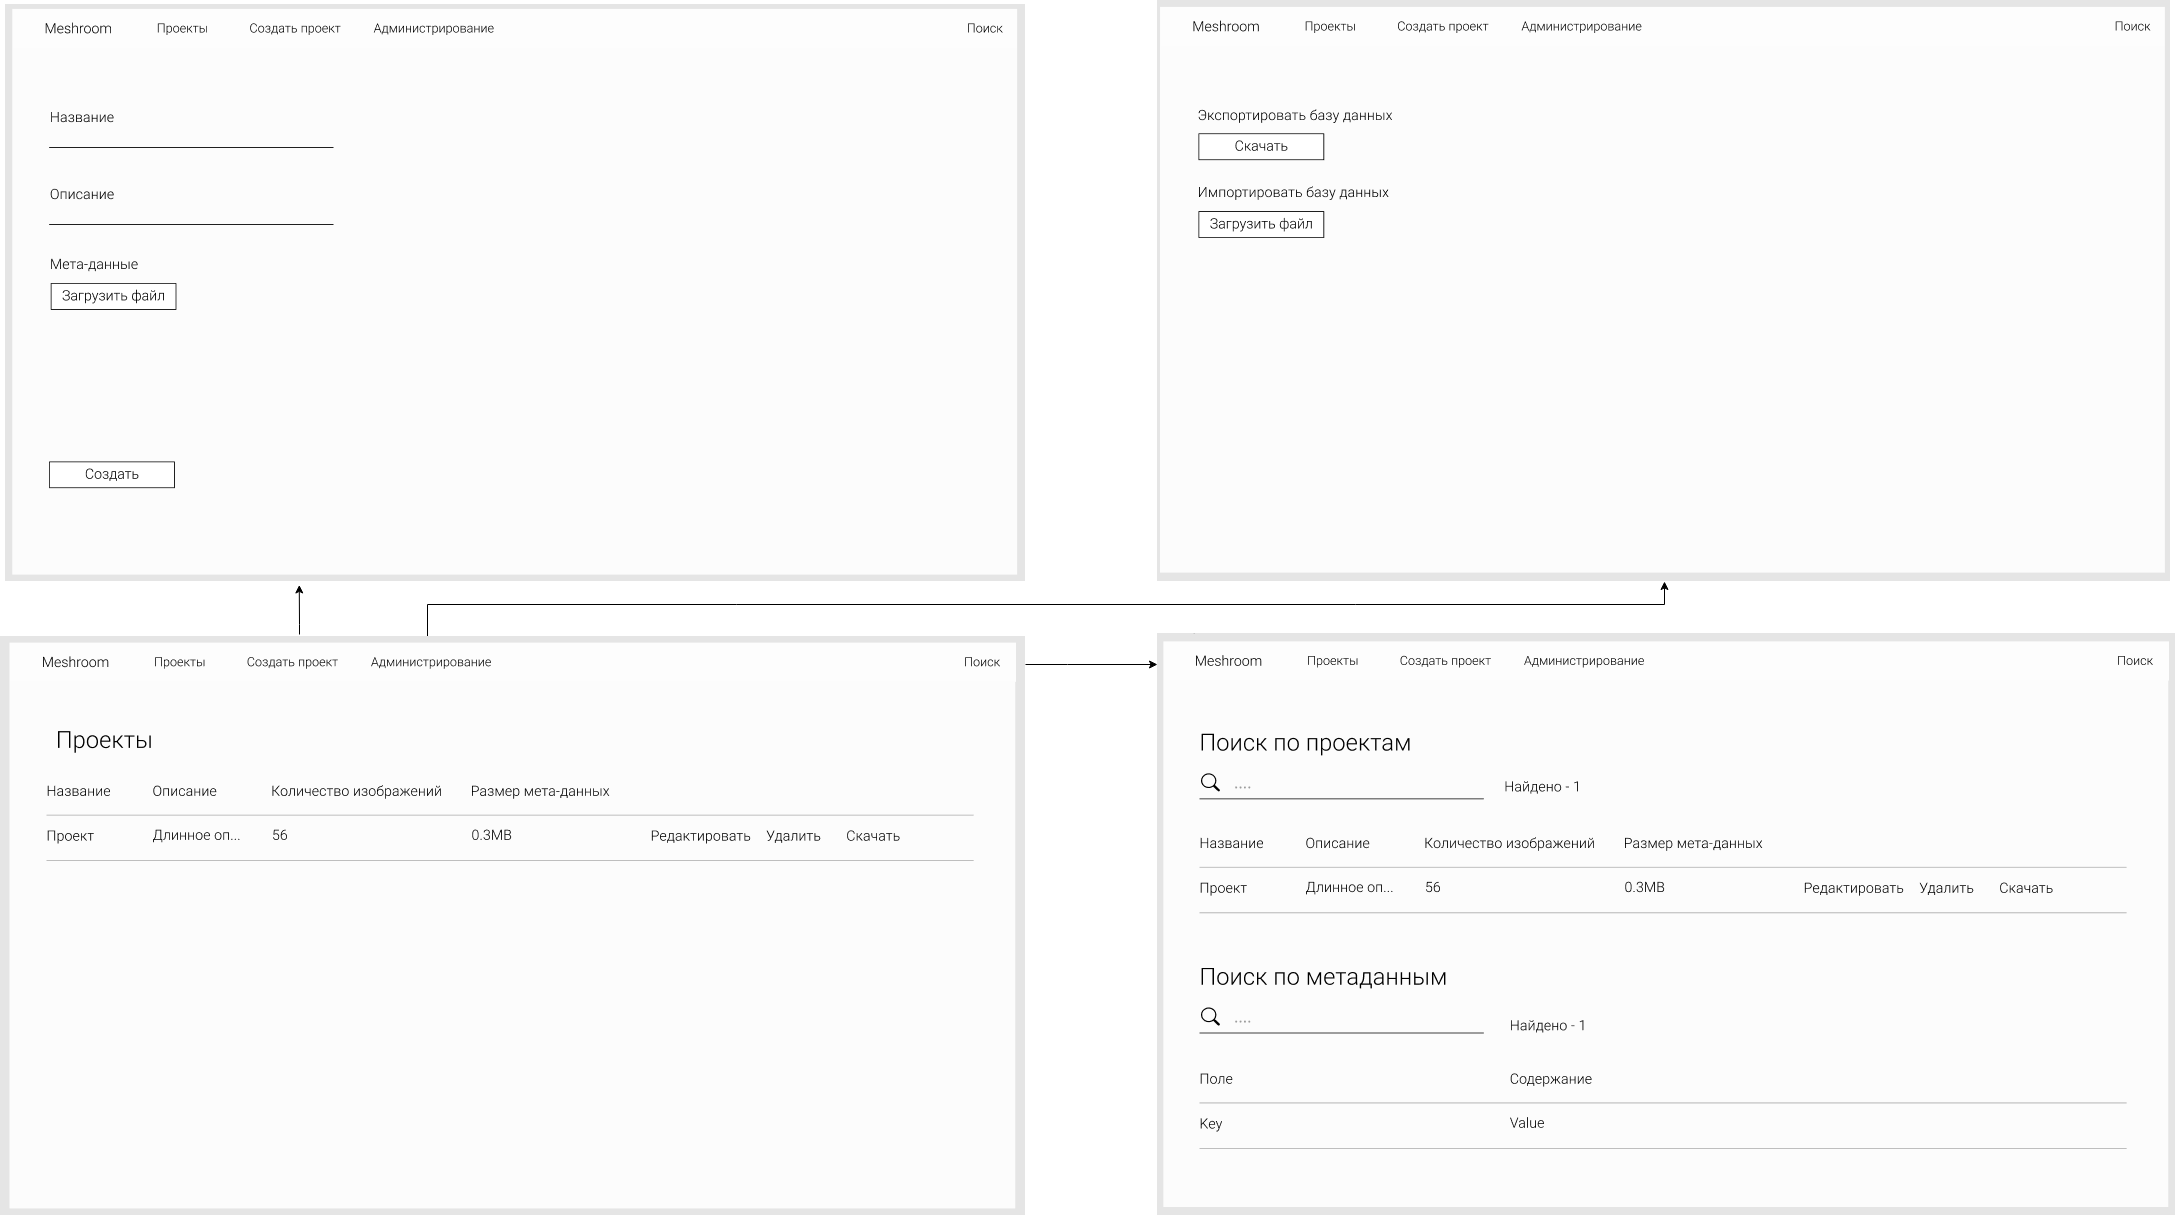 Meshroom Проекты Создать проект Администрирование Поиск
Название
Описание
Мета-данные
Загрузить файл
Создать
Meshroom Проекты Создать проект Администрирование Поиск
Экспортировать базу данных
Скачать
Импортировать базу данных
Загрузить файл
Meshroom Проекты Создать проект Администрирование Поиск
Проекты
Название Описание Количество изображений Размер мета-данных
Проект Длинное оп... 56 0.3MB Редактировать Удалить Скачать
Meshroom Проекты Создать проект Администрирование Поиск
Поиск по проектам
.... Найдено - 1
Название Описание Количество изображений Размер мета-данных
Проект Длинное оп... 56 0.3MB Редактировать Удалить Скачать
Поиск по метаданным
.... Найдено - 1
Поле Содержание
Key Value